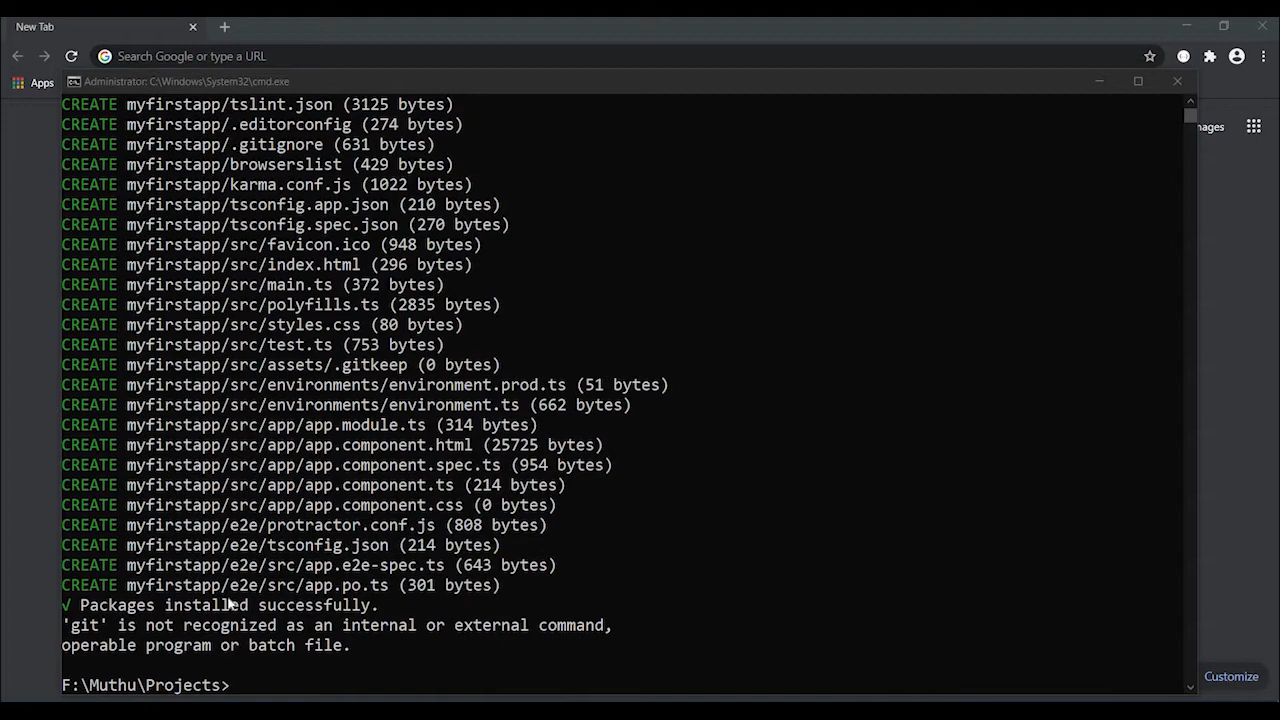 New Tab
Search Google or type a URL
Apps
Administrator: C:\Windows\System32\cmd.exe
CREATE myfirstapp/tslint.json (3125 bytes)
CREATE myfirstapp/.editorconfig (274 bytes)
ages
CREATE myfirstapp/.gitignore (631 bytes)
CREATE myfirstapp/browserslist (429 bytes)
CREATE myfirstapp/karma.conf.js (1022 bytes)
CREATE myfirstapp/tsconfig.app.json (210 bytes)
CREATE myfirstapp/tsconfig.spec.json (270 bytes)
CREATE myfirstapp/src/favicon.ico (948 bytes)
CREATE myfirstapp/src/index.html (296 bytes)
CREATE myfirstapp/src/main.ts (372 bytes)
CREATE myfirstapp/src/polyfills.ts (2835 bytes)
CREATE myfirstapp/src/styles.css (80 bytes)
CREATE myfirstapp/src/test.ts (753 bytes)
CREATE myfirstapp/src/assets/.gitkeep (0 bytes)
CREATE myfirstapp/src/environments/environment.prod.ts (51 bytes)
CREATE myfirstapp/src/environments/environment.ts (662 bytes)
CREATE myfirstapp/src/app/app.module.ts (314 bytes)
CREATE myfirstapp/src/app/app.component.html (25725 bytes)
CREATE myfirstapp/src/app/app.component.spec.ts (954 bytes)
CREATE myfirstapp/src/app/app.component.ts (214 bytes)
CREATE myfirstapp/src/app/app.component.css (0 bytes)
CREATE myfirstapp/e2e/protractor.conf.js (808 bytes)
CREATE myfirstapp/e2e/tsconfig.json (214 bytes)
CREATE myfirstapp/e2e/src/app.e2e-spec.ts (643 bytes)
CREATE myfirstapp/e2e/src/app.po.ts (301 bytes)
√ Packages installed successfully.
'git' is not recognized as an internal or external command,
operable program or batch file.
F:\Muthu\Projects>
Customize